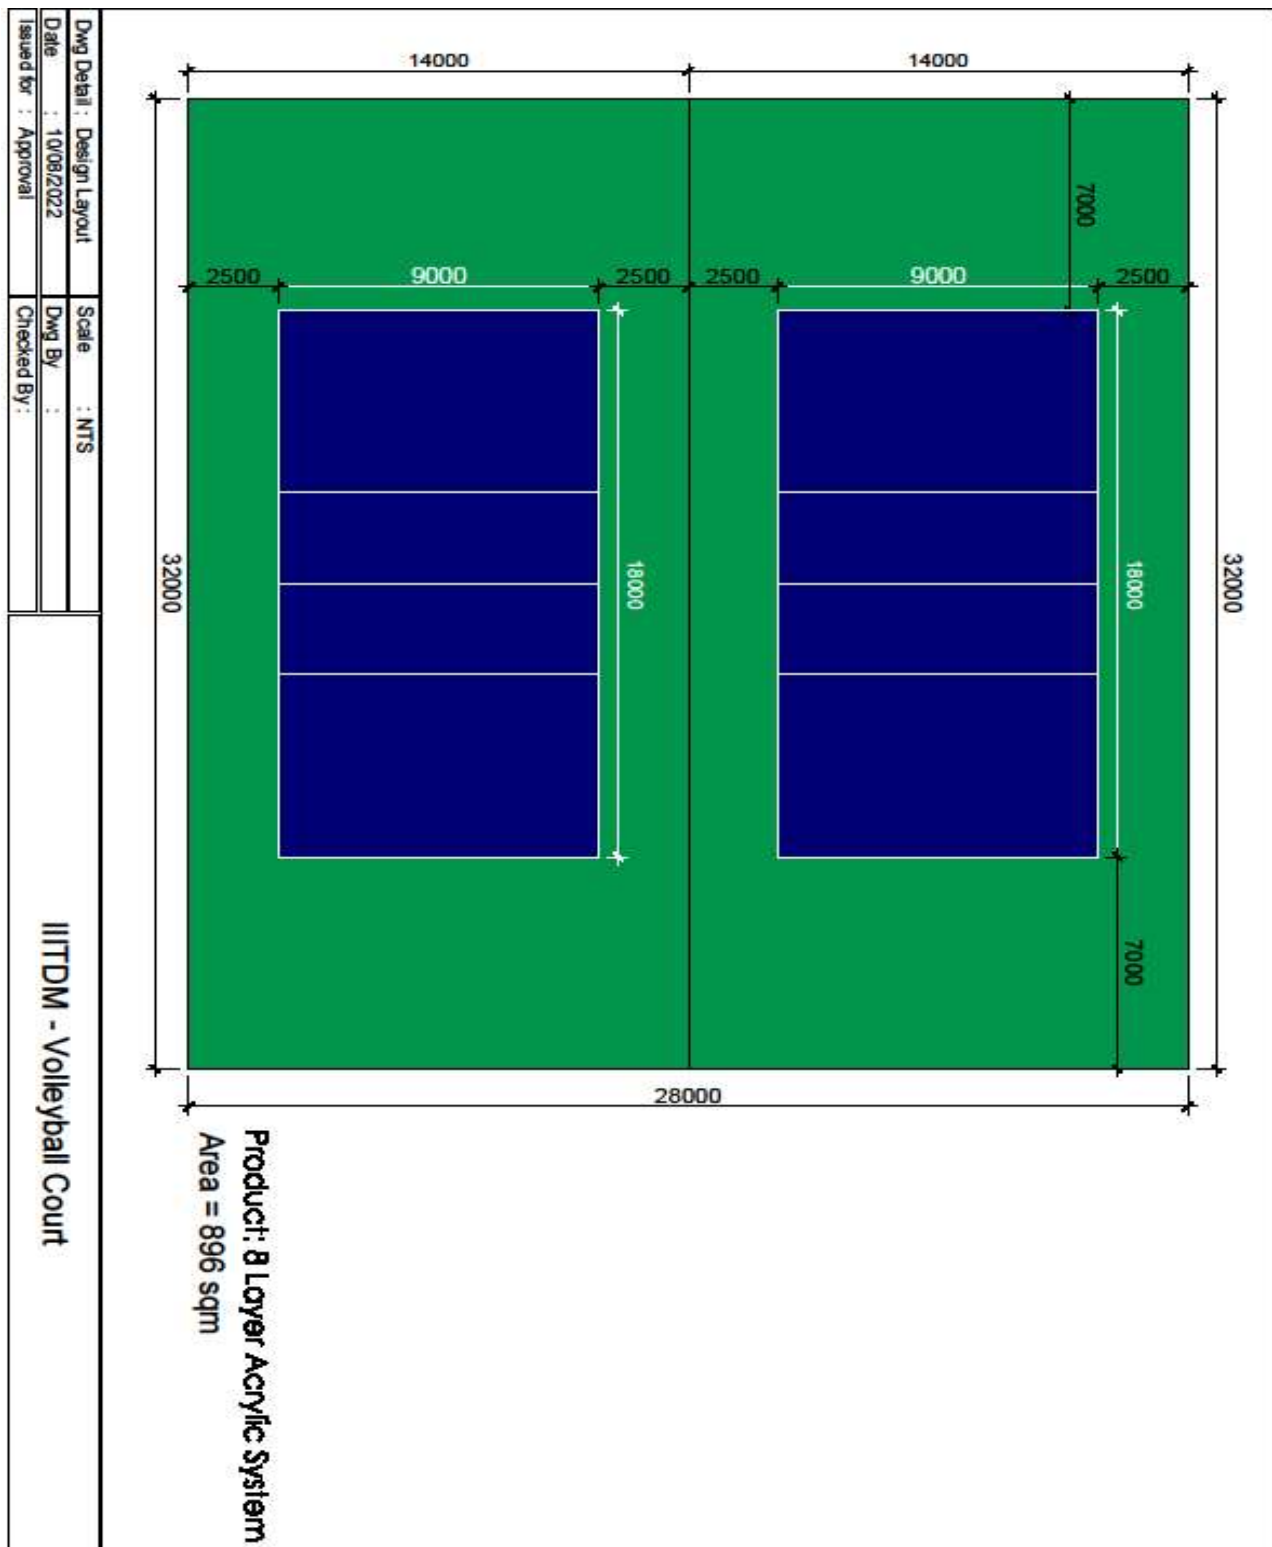 14000
14000
7000
2500
9000
2500
2500
9000
2500
32000
18000
18000
32000
7000
28000
Product: 8 Layer Acrylic System
Area = 896 sqm
Dwg Detail : Design Layout
Scale : NTS
Date : 10/08/2022
Dwg By :
Issued for : Approval
Checked By :
IIITDM - Volleyball Court